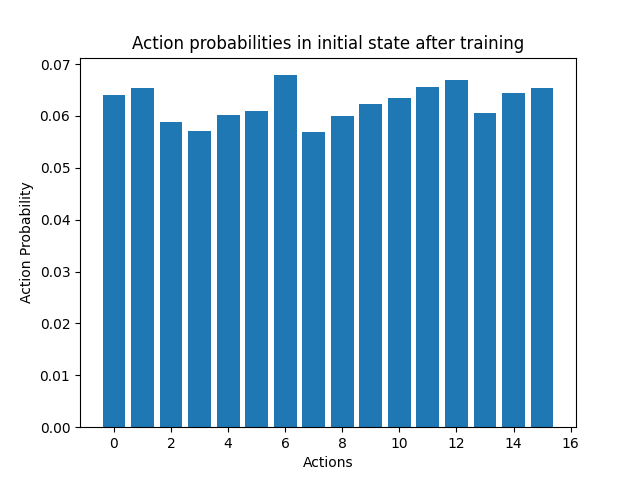 Action probabilities in initial state after training
0.07
0.06
0.05
0.04
0.03
0.02
0.01
0.00
Action Probability
0 2 4 6 8 10 12 14 16
Actions